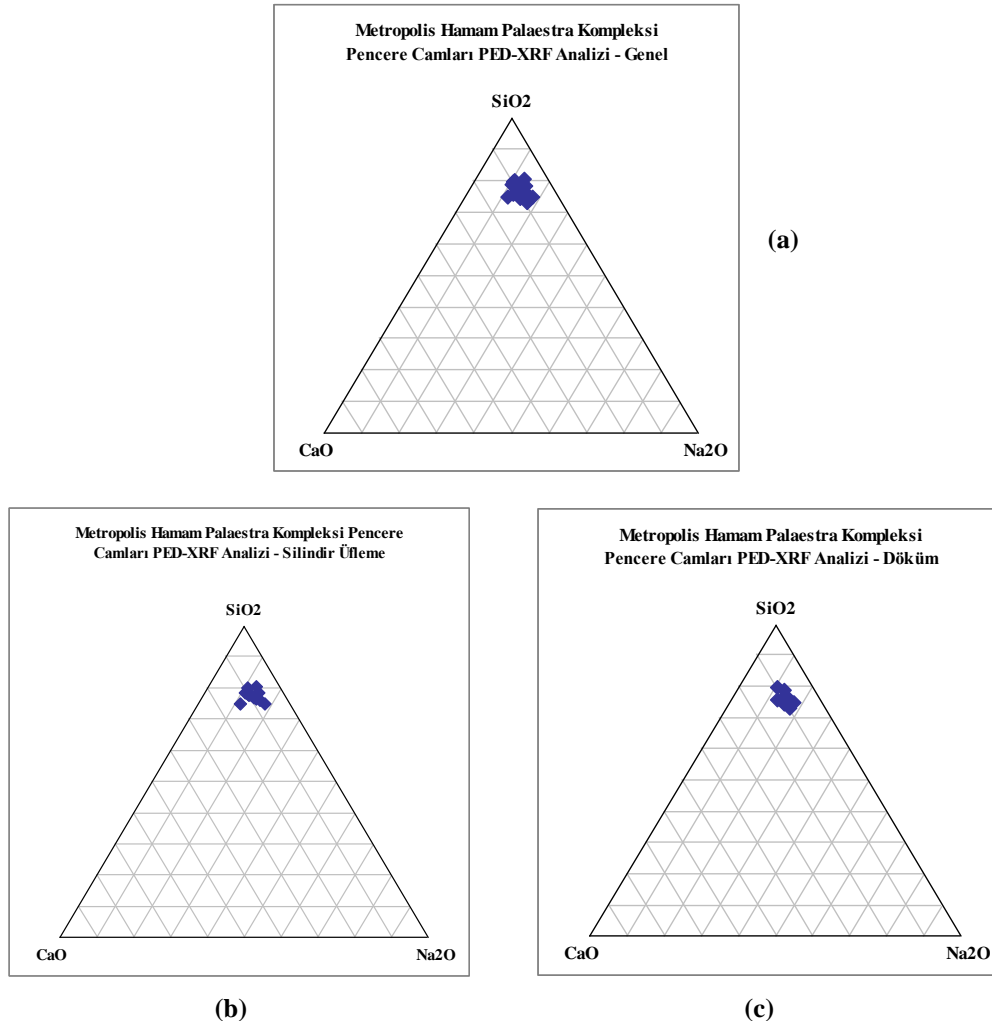 Metropolis Hamam Palaestra Kompleksi
Pencere Camları PED-XRF Analizi - Genel
SiO2
(a)
CaO
Na2O
Metropolis Hamam Palaestra Kompleksi Pencere
Camları PED-XRF Analizi - Silindir Üfleme
SiO2
CaO
Na2O
(b)
Metropolis Hamam Palaestra Kompleksi
Pencere Camları PED-XRF Analizi - Döküm
SiO2
CaO
Na2O
(c)